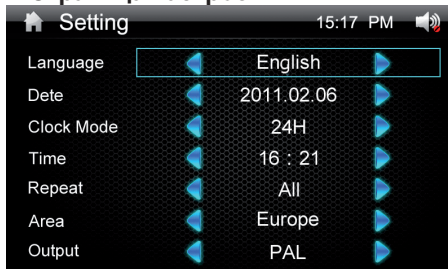 Setting 15:17 PM
Language English
Dete 2011.02.06
Clock Mode 24H
Time 16 : 21
Repeat All
Area Europe
Output PAL